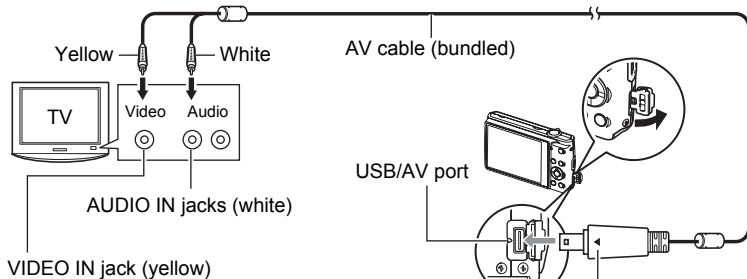 Yellow
White
AV cable (bundled)
TV
Video
Audio
USB/AV port
AUDIO IN jacks (white)
VIDEO IN jack (yellow)